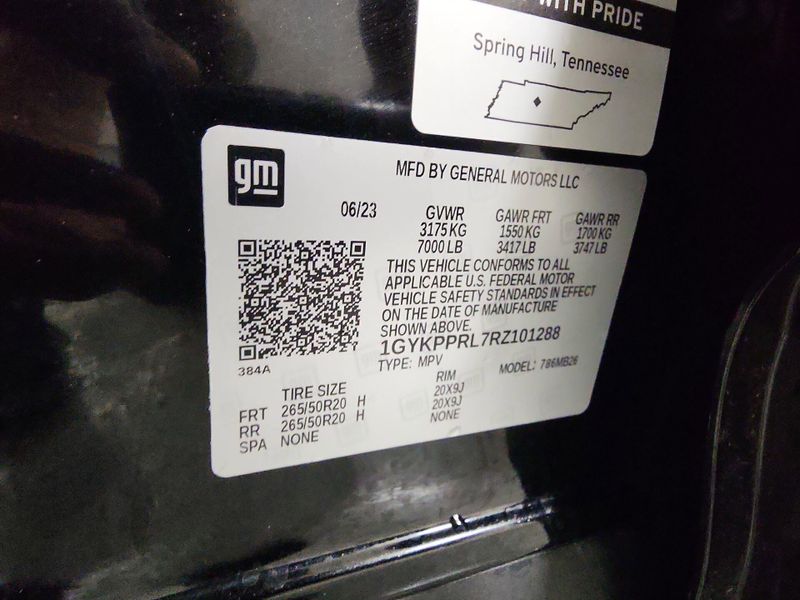 WITH PRIDE
Spring Hill, Tennessee
gm
MFD BY GENERAL MOTORS LLC
06/23
GVWR GAWR FRT GAWR RR
3175 KG 1550 KG 1700 KG
7000 LB 3417 LB 3747 LB
THIS VEHICLE CONFORMS TO ALL
APPLICABLE U.S. FEDERAL MOTOR
VEHICLE SAFETY STANDARDS IN EFFECT
ON THE DATE OF MANUFACTURE
SHOWN ABOVE.
1GYKPPRL7RZ101288
384A
TYPE: MPV MODEL: 786MB26
TIRE SIZE RIM
FRT 265/50R20 H 20X9J
RR 265/50R20 H 20X9J
SPA NONE NONE